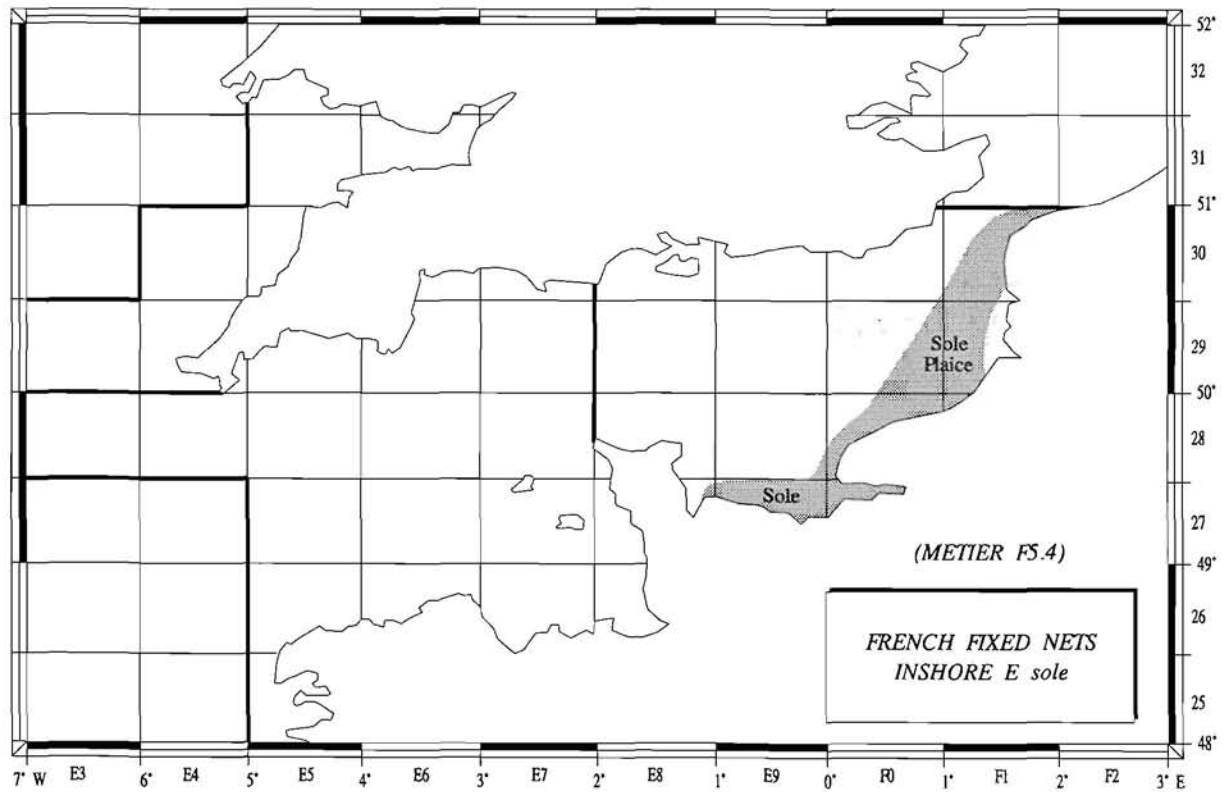 52°
32
31
51°
30
29
Sole
Plaice
50°
28
Sole
27
(METIER F5.4)
49°
FRENCH FIXED NETS
INSHORE E sole
26
25
48°
7° W E3 6° E4 5° E5 4° E6 3° E7 2° E8 1° E9 0° F0 1° F1 2° F2 3° E